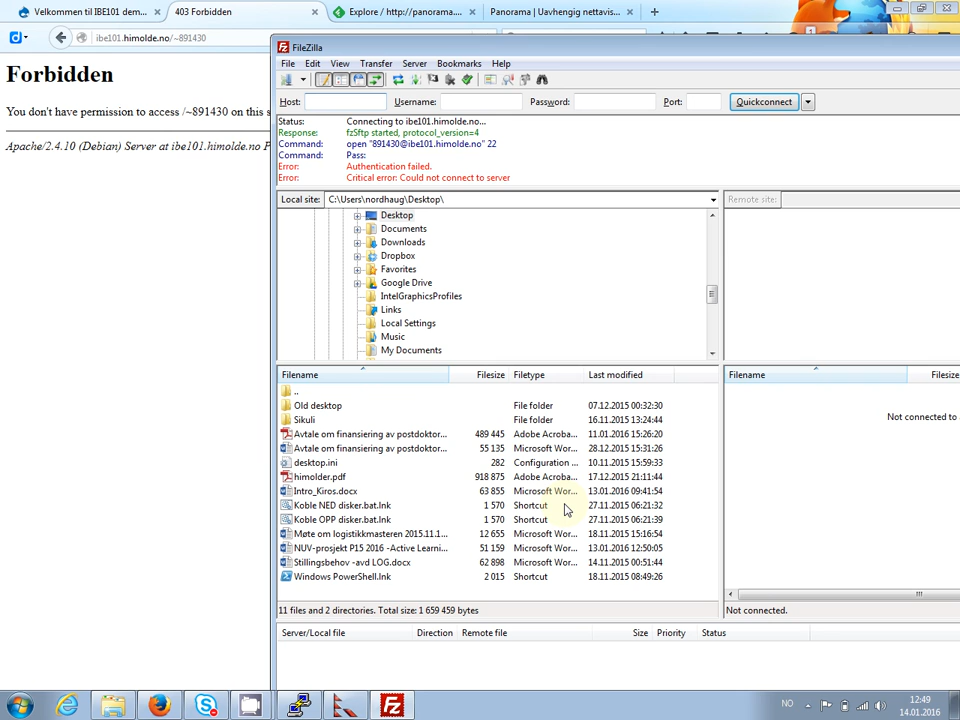 Velkommen til IBE101 dem...
403 Forbidden
Explore / http://panorama....
Panorama | Uavhengig nettavis...
ibe101.himolde.no/~891430
Forbidden
You don't have permission to access /~891430 on this s
Apache/2.4.10 (Debian) Server at ibe101.himolde.no P
FileZilla
File Edit View Transfer Server Bookmarks Help
Host: Username: Password: Port: Quickconnect
Status: Connecting to ibe101.himolde.no...
Response: fzSftp started, protocol_version=4
Command: open "891430@ibe101.himolde.no" 22
Command: Pass:
Error: Authentication failed.
Error: Critical error: Could not connect to server
Local site: C:\Users\nordhaug\Desktop\
Remote site:
Desktop
Documents
Downloads
Dropbox
Favorites
Google Drive
IntelGraphicsProfiles
Links
Local Settings
Music
My Documents
Filename Filesize Filetype Last modified
..
Old desktop File folder 07.12.2015 00:32:30
Sikuli File folder 16.11.2015 13:24:44
Avtale om finansiering av postdoktor... 489 445 Adobe Acroba... 11.01.2016 15:26:20
Avtale om finansiering av postdoktor... 55 135 Microsoft Wor... 28.12.2015 15:31:26
desktop.ini 282 Configuration ... 10.11.2015 15:59:33
himolder.pdf 918 875 Adobe Acroba... 17.12.2015 21:11:44
Intro_Kiros.docx 63 855 Microsoft Wor... 13.01.2016 09:41:54
Koble NED disker.bat.lnk 1 570 Shortcut 27.11.2015 06:21:32
Koble OPP disker.bat.lnk 1 570 Shortcut 27.11.2015 06:21:39
Møte om logistikkmasteren 2015.11.1... 12 655 Microsoft Wor... 18.11.2015 15:16:54
NUV-prosjekt P15 2016 -Active Learni... 51 159 Microsoft Wor... 13.01.2016 12:50:05
Stillingsbehov -avd LOG.docx 62 898 Microsoft Wor... 14.11.2015 00:51:44
Windows PowerShell.lnk 2 015 Shortcut 18.11.2015 08:49:26
11 files and 2 directories. Total size: 1 659 459 bytes
Filename Filesize
Not connected to
Not connected.
Server/Local file Direction Remote file Size Priority Status
NO
12:49
14.01.2016